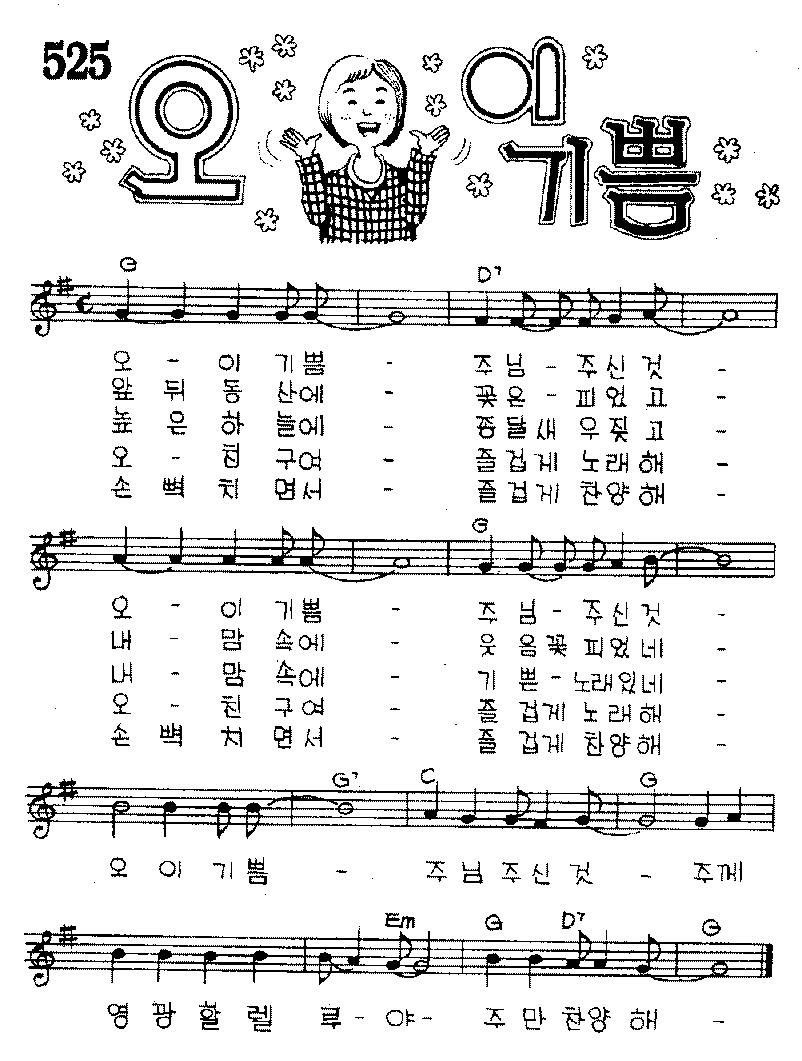 525
오 이
기쁨
G D7
오 - 이 기쁨 - 주님 - 주신 것 -
앞 뒤 동 산에 - 꽃은 - 피었고 -
높 은 하 늘에 - 종달새 우짖고 -
오 - 친 구여 - 즐겁게 노래해 -
손 뼉 치 면서 - 즐겁게 찬양해 -
G
오 - 이 기쁨 - 주님 - 주신 것 -
내 - 맘 속에 - 웃음꽃 피었네 -
내 - 맘 속에 - 기쁜 - 노래있네 -
오 - 친 구여 - 즐겁게 노래해 -
손 벽 쳐 면서 - 즐겁게 찬양해 -
G7 C G
오 이 기 쁨 - 주님 주신 것 - 주께
Em G D7 G
영 광 할 렐 루 - 야 - 주 만 찬양 해 -